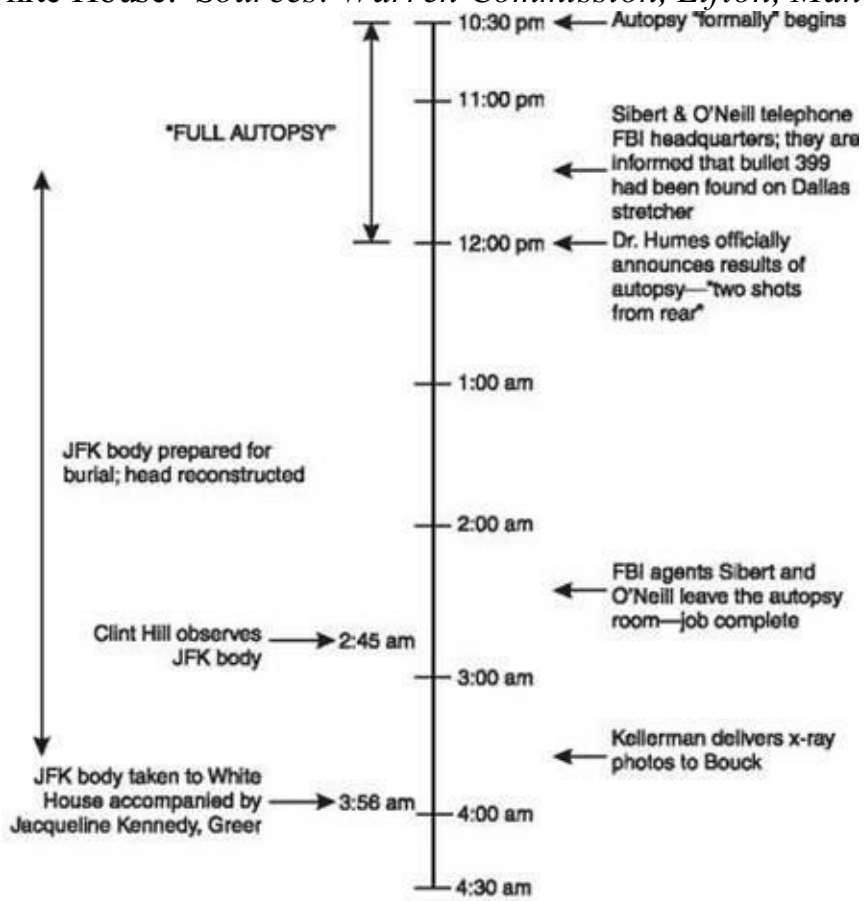 House. Sources: Warren Commission, Lifton,
10:30 pm
Autopsy "formally" begins
11:00 pm
"FULL AUTOPSY"
Sibert & O'Neill telephone
FBI headquarters; they are
informed that bullet 399
had been found on Dallas
stretcher
12:00 pm
Dr. Humes officially
announces results of
autopsy—"two shots
from rear"
1:00 am
JFK body prepared for
burial; head reconstructed
2:00 am
FBI agents Sibert and
O'Neill leave the autopsy
room—job complete
Clint Hill observes
JFK body
2:45 am
3:00 am
Kellerman delivers x-ray
photos to Bouck
JFK body taken to White
House accompanied by
Jacqueline Kennedy, Greer
3:56 am
4:00 am
4:30 am